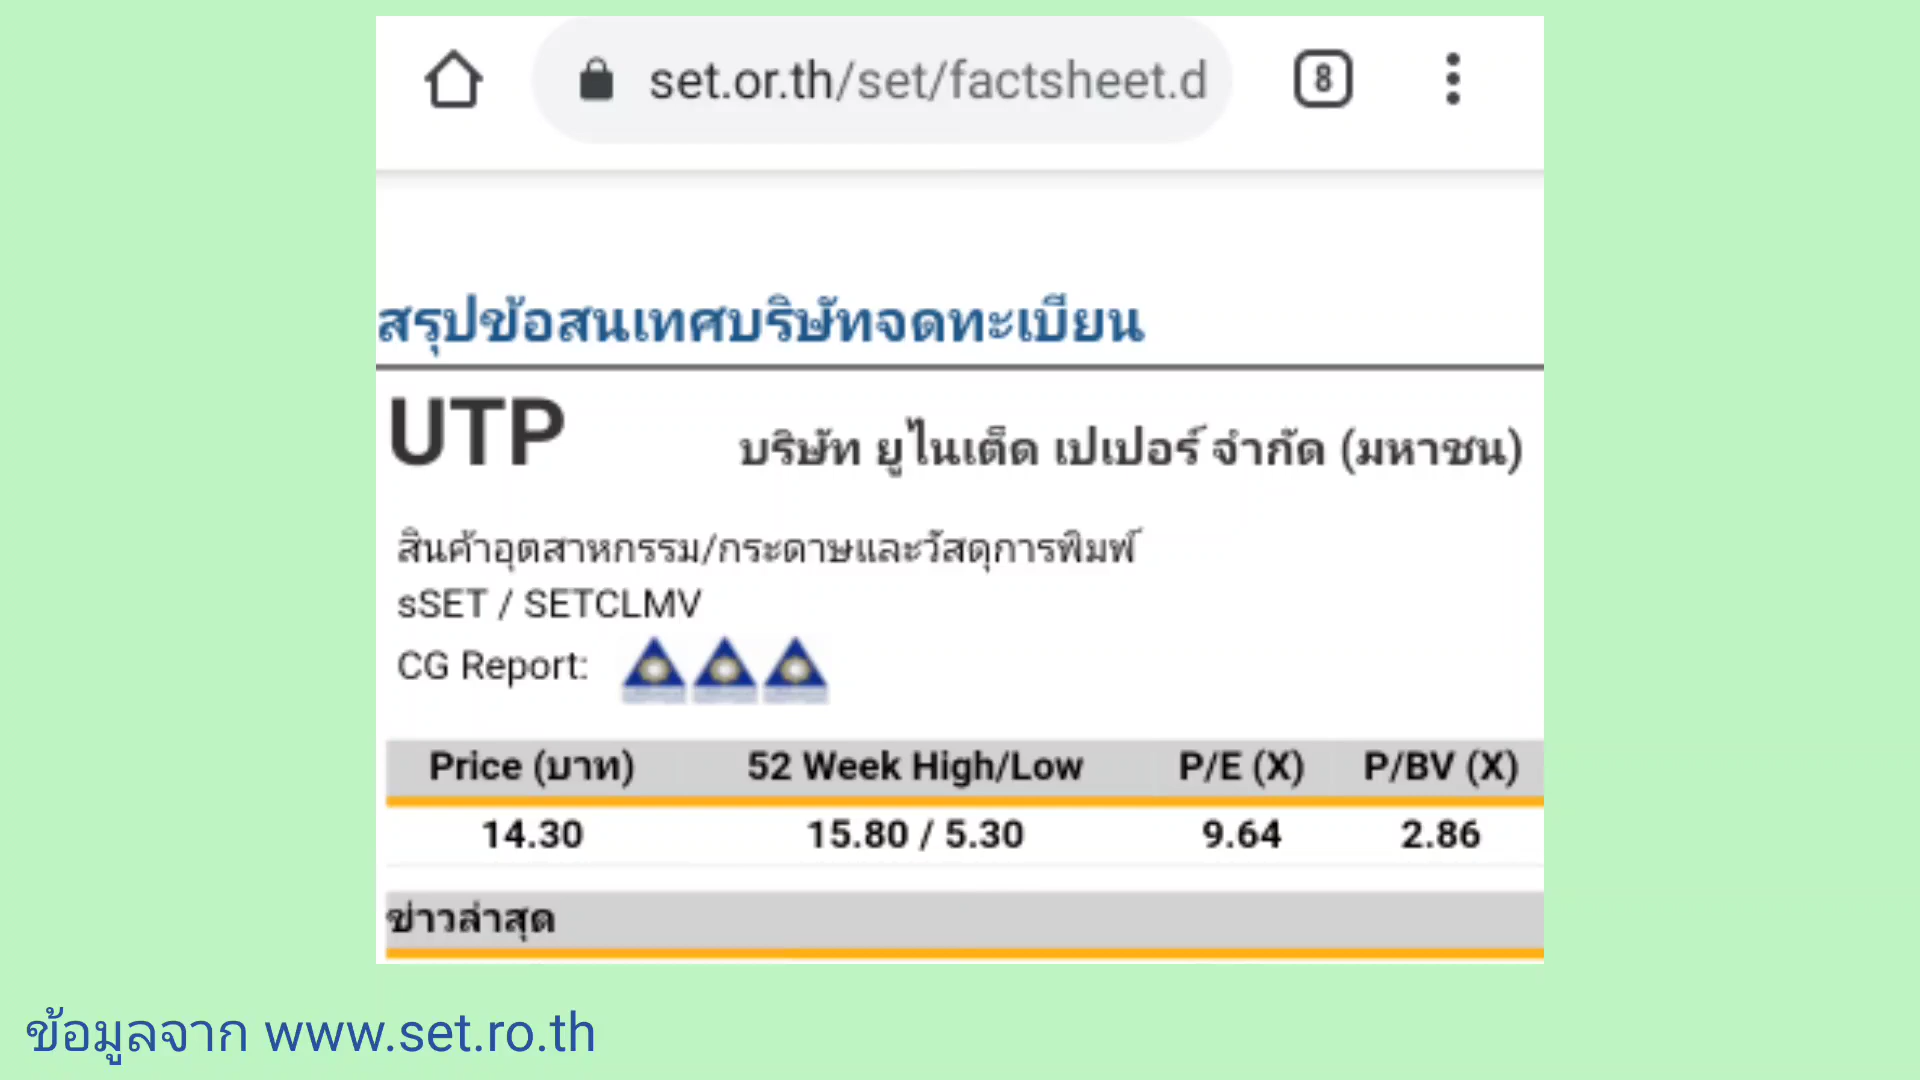 set.or.th/set/factsheet.d
8
สรุปข้อสนเทศบริษัทจดทะเบียน
UTP บริษัท ยูไนเต็ด เปเปอร์ จำกัด (มหาชน)
สินค้าอุตสาหกรรม/กระดาษและวัสดุการพิมพ์
sSET / SETCLMV
CG Report:
Price (บาท) 52 Week High/Low P/E (X) P/BV (X)
14.30 15.80 / 5.30 9.64 2.86
ข่าวล่าสุด
ข้อมูลจาก www.set.ro.th